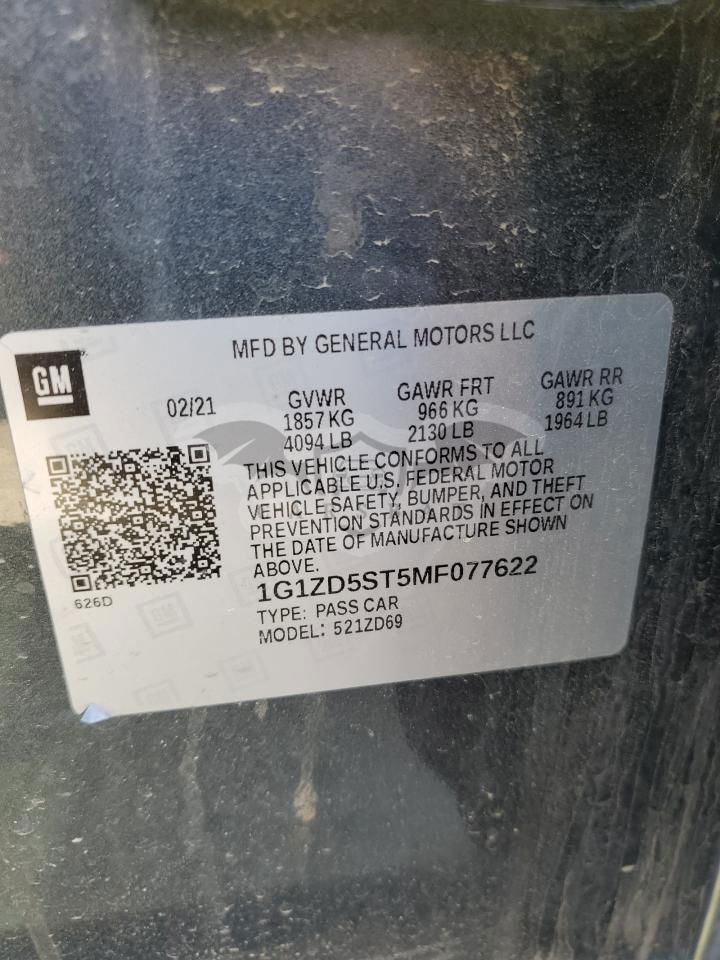 MFD BY GENERAL MOTORS LLC
GM
02/21
GVWR
1857 KG
4094 LB
GAWR FRT
966 KG
2130 LB
GAWR RR
891 KG
1964 LB
THIS VEHICLE CONFORMS TO ALL
APPLICABLE U.S. FEDERAL MOTOR
VEHICLE SAFETY, BUMPER, AND THEFT
PREVENTION STANDARDS IN EFFECT ON
THE DATE OF MANUFACTURE SHOWN
ABOVE.
1G1ZD5ST5MF077622
TYPE: PASS CAR
MODEL: 521ZD69
626D